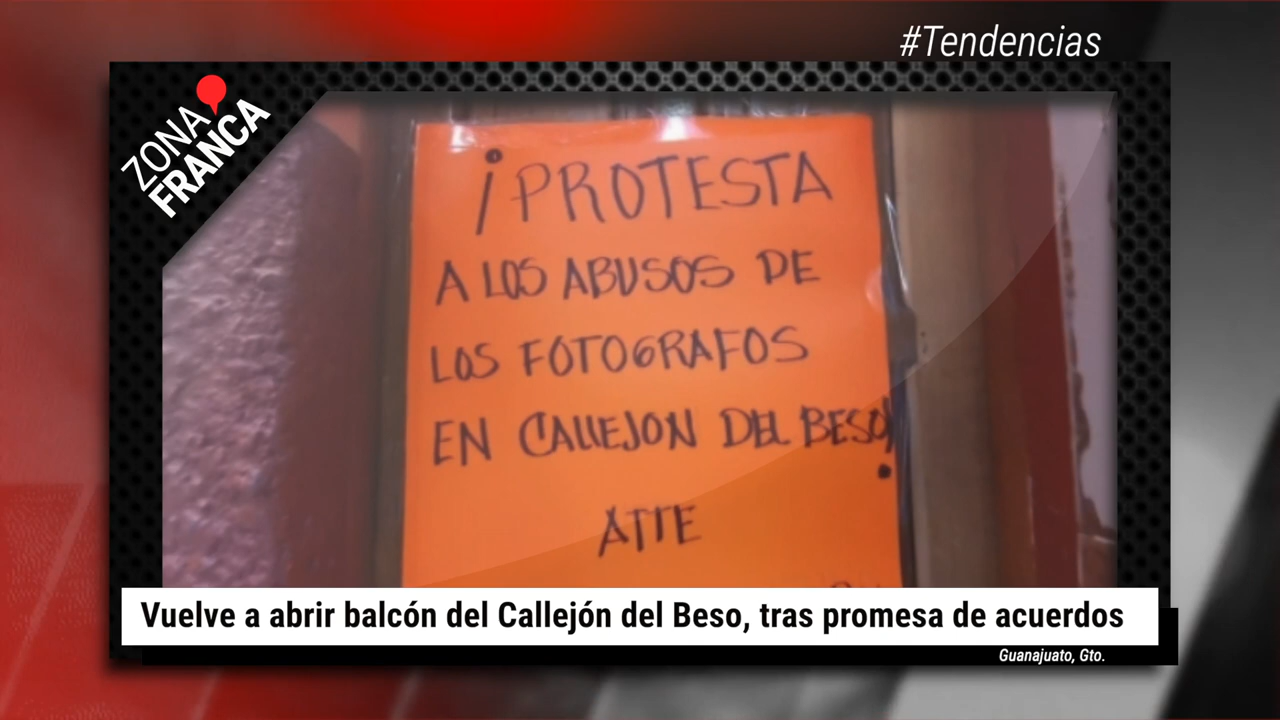 #Tendencias
ZONA
FRANCA
¡PROTESTA
A LOS ABUSOS DE
LOS FOTOGRAFOS
EN CALLEJON DEL BESO!
ATTE
Vuelve a abrir balcón del Callejón del Beso, tras promesa de acuerdos
Guanajuato, Gto.